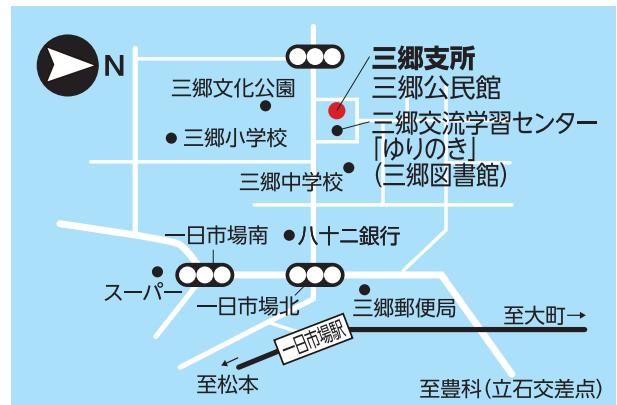 N
三郷支所
三郷公民館
三郷文化公園
三郷交流学習センター
「ゆりのき」
(三郷図書館)
三郷小学校
三郷中学校
一日市場南
八十二銀行
スーパー
一日市場北
三郷郵便局
至大町→
一日市場駅
至松本
至豊科(立石交差点)